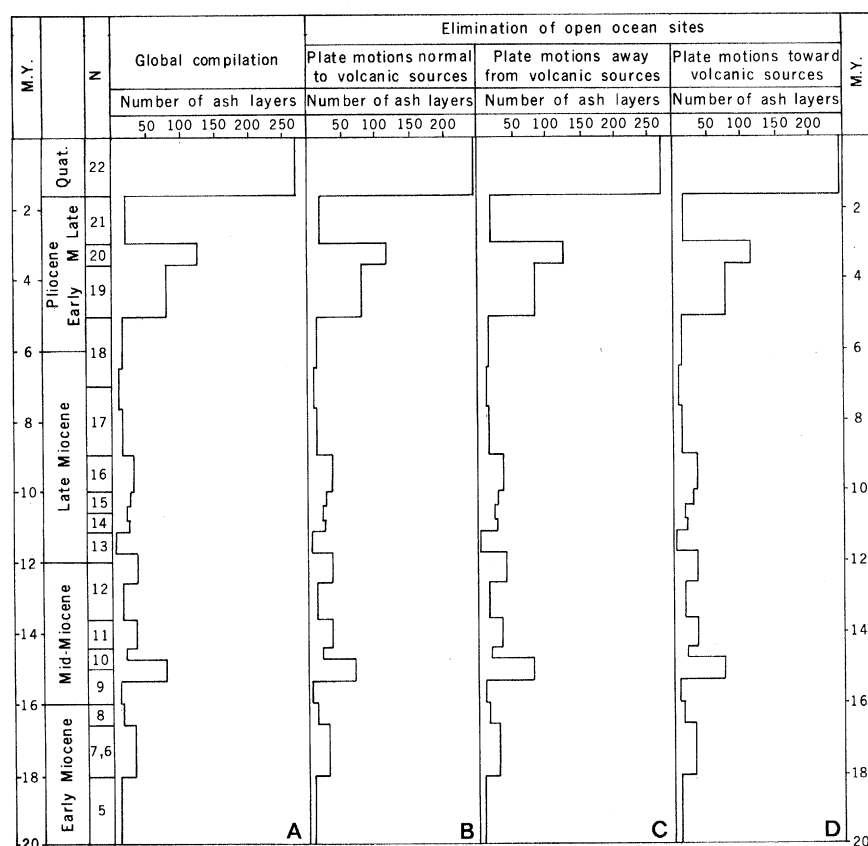 Elimination of open ocean sites
M.Y.
N
Global compilation
Plate motions normal
to volcanic sources
Plate motions away
from volcanic sources
Plate motions toward
volcanic sources
M.Y.
Number of ash layers
Number of ash layers
Number of ash layers
Number of ash layers
50 100 150 200 250
50 100 150 200
50 100 150 200 250
50 100 150 200
Quat.
Pliocene
Early M Late
Late Miocene
Mid-Miocene
Early Miocene
22
21
20
19
18
17
16
15
14
13
12
11
10
9
8
7,6
5
2
4
6
8
10
12
14
16
18
20
A
B
C
D
2
4
6
8
10
12
14
16
18
20